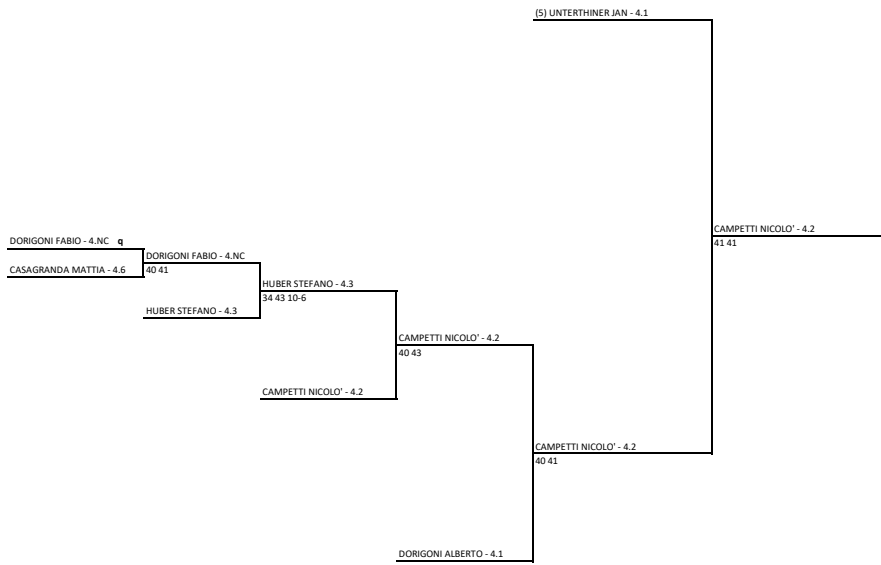 (5) UNTERTHINER JAN - 4.1
CAMPETTI NICOLO' - 4.2
41 41
DORIGONI FABIO - 4.NC q
DORIGONI FABIO - 4.NC
CASAGRANDA MATTIA - 4.6
40 41
HUBER STEFANO - 4.3
34 43 10-6
HUBER STEFANO - 4.3
CAMPETTI NICOLO' - 4.2
40 43
CAMPETTI NICOLO' - 4.2
CAMPETTI NICOLO' - 4.2
40 41
DORIGONI ALBERTO - 4.1